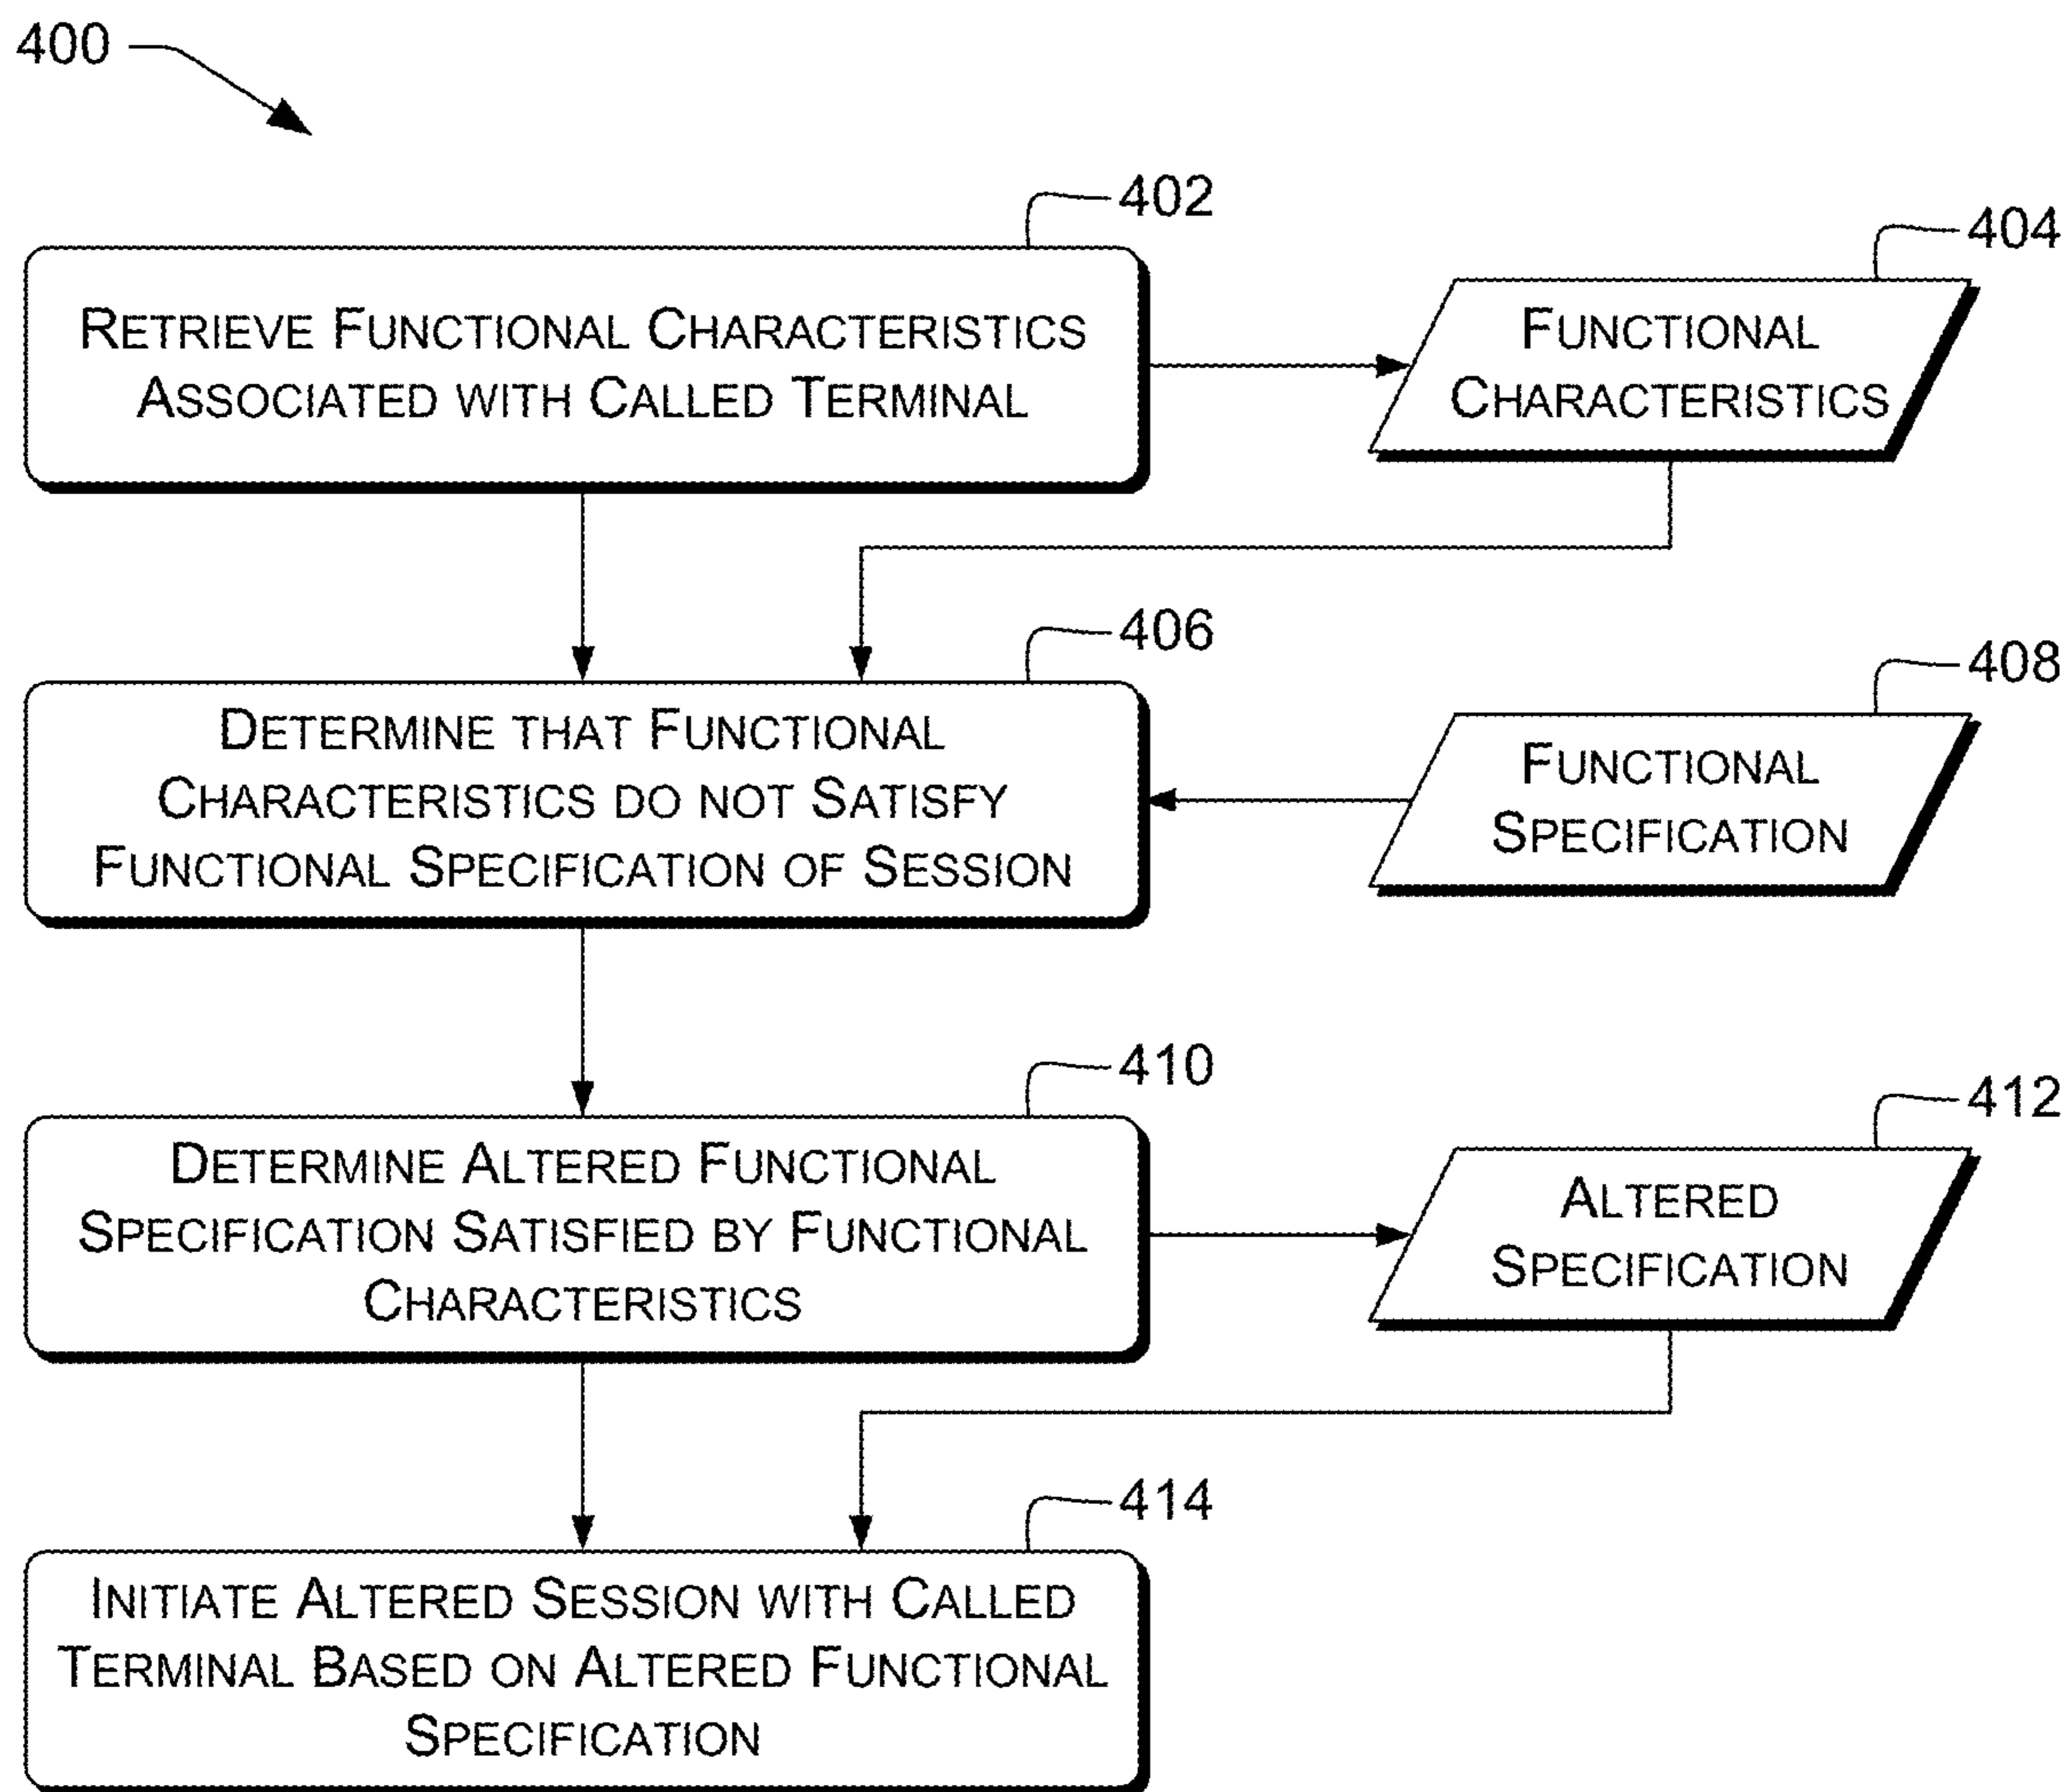 400
402
404
RETRIEVE FUNCTIONAL CHARACTERISTICS
ASSOCIATED WITH CALLED TERMINAL
FUNCTIONAL
CHARACTERISTICS
406
408
DETERMINE THAT FUNCTIONAL
CHARACTERISTICS DO NOT SATISFY
FUNCTIONAL SPECIFICATION OF SESSION
FUNCTIONAL
SPECIFICATION
410
412
DETERMINE ALTERED FUNCTIONAL
SPECIFICATION SATISFIED BY FUNCTIONAL
CHARACTERISTICS
ALTERED
SPECIFICATION
414
INITIATE ALTERED SESSION WITH CALLED
TERMINAL BASED ON ALTERED FUNCTIONAL
SPECIFICATION